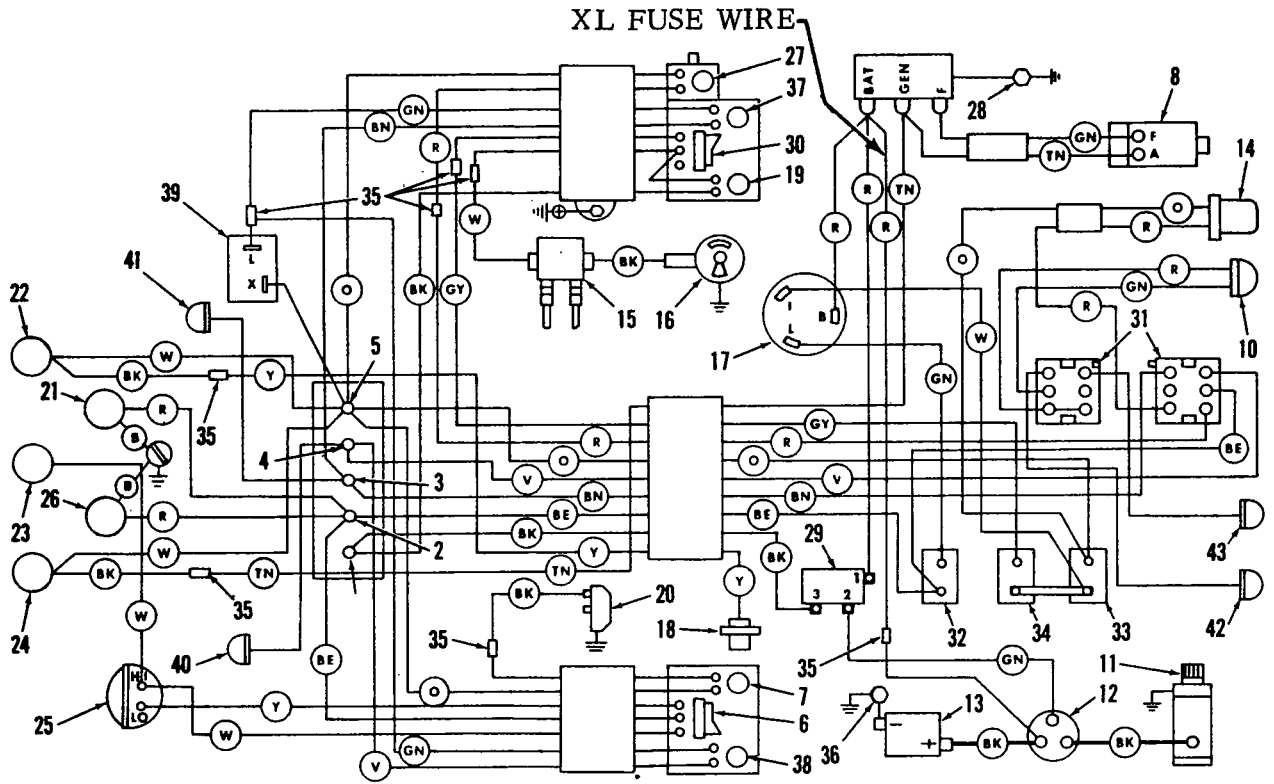 XL FUSE WIRE
27
37
30
19
BAT GEN F
28
8
GN
TN
F
A
14
O
R
GN
BN
R
35
39
L
X
W
BK
15
16
R
TN
R
R
O
R
GN
R
10
31
41
O
BK GY
17
I
L
B
W
GN
22
W
BK
Y
35
5
21
R
B
4
R
O
V
3
BN
GY
R
O
V
BN
BE
23
26
B
R
BE
BK
2
BE
BK
29
43
24
W
BK
TN
35
Y
TN
Y
18
3 2 1
32
34
33
42
W
40
BE
35
BK
20
35
GN
11
25
HI
LO
Y
W
O
GN
V
7
6
38
36
13
- +
BK
12
BK